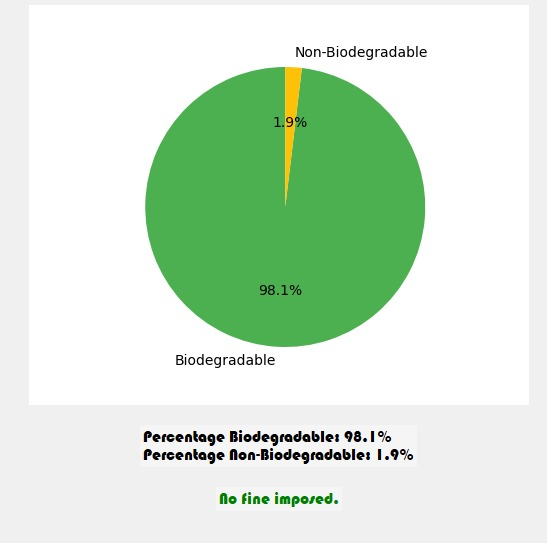 Non-Biodegradable
1.9%
98.1%
Biodegradable
Percentage Biodegradable: 98.1%
Percentage Non-Biodegradable: 1.9%
No fine imposed.